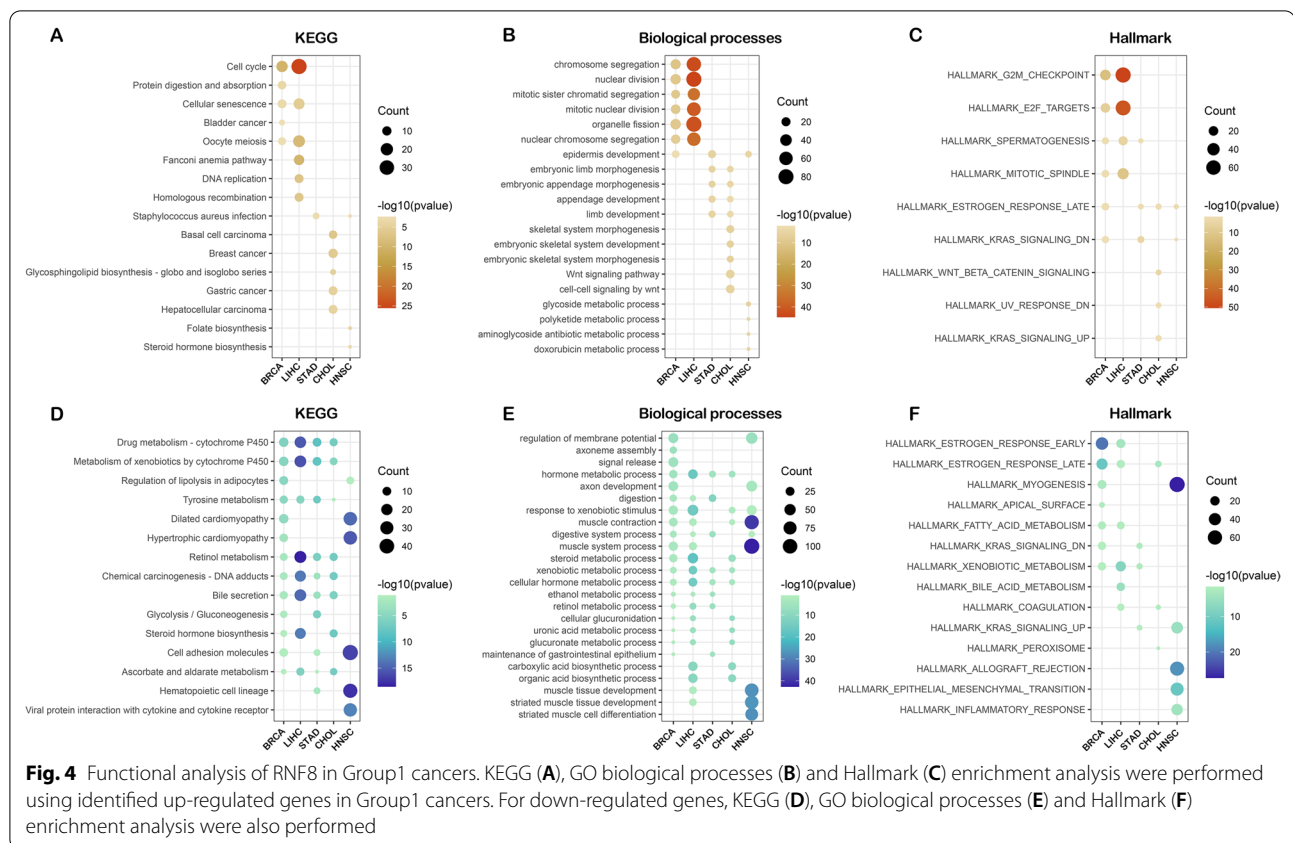 A
KEGG
Cell cycle
Protein digestion and absorption
Cellular senescence
Bladder cancer
Oocyte meiosis
Fanconi anemia pathway
DNA replication
Homologous recombination
Staphylococcus aureus infection
Basal cell carcinoma
Breast cancer
Glycosphingolipid biosynthesis - globo and isoglobo series
Gastric cancer
Hepatocellular carcinoma
Folate biosynthesis
Steroid hormone biosynthesis
BRCA
LIHC
STAD
CHOL
HNSC
Count
10
20
30
-log10(pvalue)
5
10
15
20
25
B
Biological processes
chromosome segregation
nuclear division
mitotic sister chromatid segregation
mitotic nuclear division
organelle fission
nuclear chromosome segregation
epidermis development
embryonic limb morphogenesis
embryonic appendage morphogenesis
appendage development
limb development
skeletal system morphogenesis
embryonic skeletal system development
embryonic skeletal system morphogenesis
Wnt signaling pathway
cell-cell signaling by wnt
glycoside metabolic process
polyketide metabolic process
aminoglycoside antibiotic metabolic process
doxorubicin metabolic process
BRCA
LIHC
STAD
CHOL
HNSC
Count
20
40
60
80
-log10(pvalue)
10
20
30
40
C
Hallmark
HALLMARK_G2M_CHECKPOINT
HALLMARK_E2F_TARGETS
HALLMARK_SPERMATOGENESIS
HALLMARK_MITOTIC_SPINDLE
HALLMARK_ESTROGEN_RESPONSE_LATE
HALLMARK_KRAS_SIGNALING_DN
HALLMARK_WNT_BETA_CATENIN_SIGNALING
HALLMARK_UV_RESPONSE_DN
HALLMARK_KRAS_SIGNALING_UP
BRCA
LIHC
STAD
CHOL
HNSC
Count
20
40
60
-log10(pvalue)
10
20
30
40
50
D
KEGG
Drug metabolism - cytochrome P450
Metabolism of xenobiotics by cytochrome P450
Regulation of lipolysis in adipocytes
Tyrosine metabolism
Dilated cardiomyopathy
Hypertrophic cardiomyopathy
Retinol metabolism
Chemical carcinogenesis - DNA adducts
Bile secretion
Glycolysis / Gluconeogenesis
Steroid hormone biosynthesis
Cell adhesion molecules
Ascorbate and aldarate metabolism
Hematopoietic cell lineage
Viral protein interaction with cytokine and cytokine receptor
BRCA
LIHC
STAD
CHOL
HNSC
Count
10
20
30
40
-log10(pvalue)
5
10
15
E
Biological processes
regulation of membrane potential
axoneme assembly
signal release
hormone metabolic process
axon development
digestion
response to xenobiotic stimulus
muscle contraction
digestive system process
muscle system process
steroid metabolic process
xenobiotic metabolic process
cellular hormone metabolic process
ethanol metabolic process
retinol metabolic process
cellular glucuronidation
uronic acid metabolic process
glucuronate metabolic process
maintenance of gastrointestinal epithelium
carboxylic acid biosynthetic process
organic acid biosynthetic process
muscle tissue development
striated muscle tissue development
striated muscle cell differentiation
BRCA
LIHC
STAD
CHOL
HNSC
Count
25
50
75
100
-log10(pvalue)
10
20
30
40
F
Hallmark
HALLMARK_ESTROGEN_RESPONSE_EARLY
HALLMARK_ESTROGEN_RESPONSE_LATE
HALLMARK_MYOGENESIS
HALLMARK_APICAL_SURFACE
HALLMARK_FATTY_ACID_METABOLISM
HALLMARK_KRAS_SIGNALING_DN
HALLMARK_XENOBIOTIC_METABOLISM
HALLMARK_BILE_ACID_METABOLISM
HALLMARK_COAGULATION
HALLMARK_KRAS_SIGNALING_UP
HALLMARK_PEROXISOME
HALLMARK_ALLOGRAFT_REJECTION
HALLMARK_EPITHELIAL_MESENCHYMAL_TRANSITION
HALLMARK_INFLAMMATORY_RESPONSE
BRCA
LIHC
STAD
CHOL
HNSC
Count
20
40
60
-log10(pvalue)
10
20
Fig. 4 Functional analysis of RNF8 in Group1 cancers. KEGG (A), GO biological processes (B) and Hallmark (C) enrichment analysis were performed
using identified up-regulated genes in Group1 cancers. For down-regulated genes, KEGG (D), GO biological processes (E) and Hallmark (F)
enrichment analysis were also performed